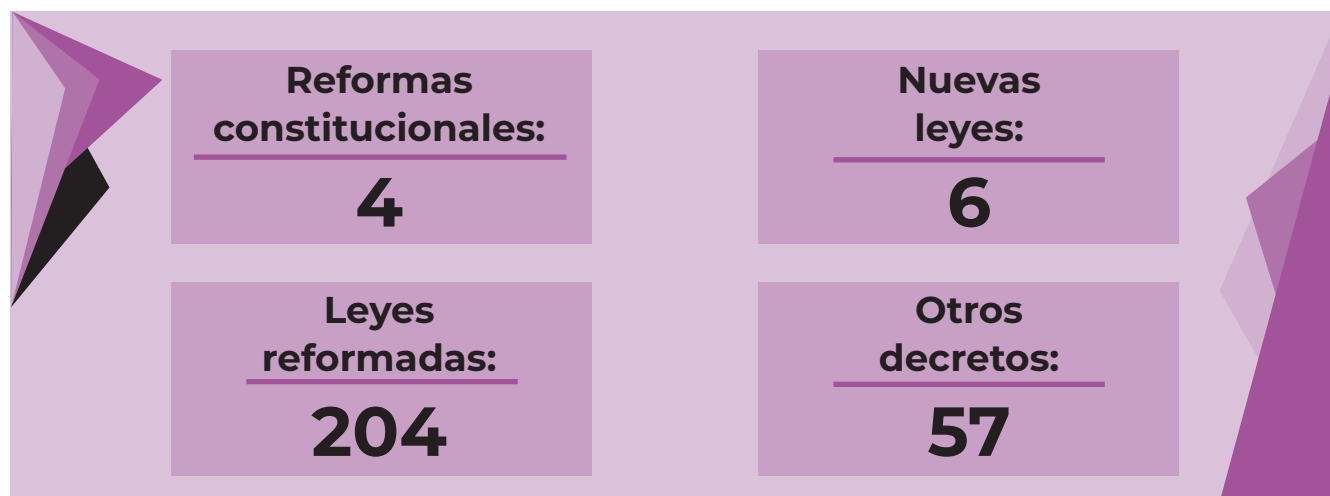 Reformas
constitucionales:
4
Nuevas
leyes:
6
Leyes
reformadas:
204
Otros
decretos:
57